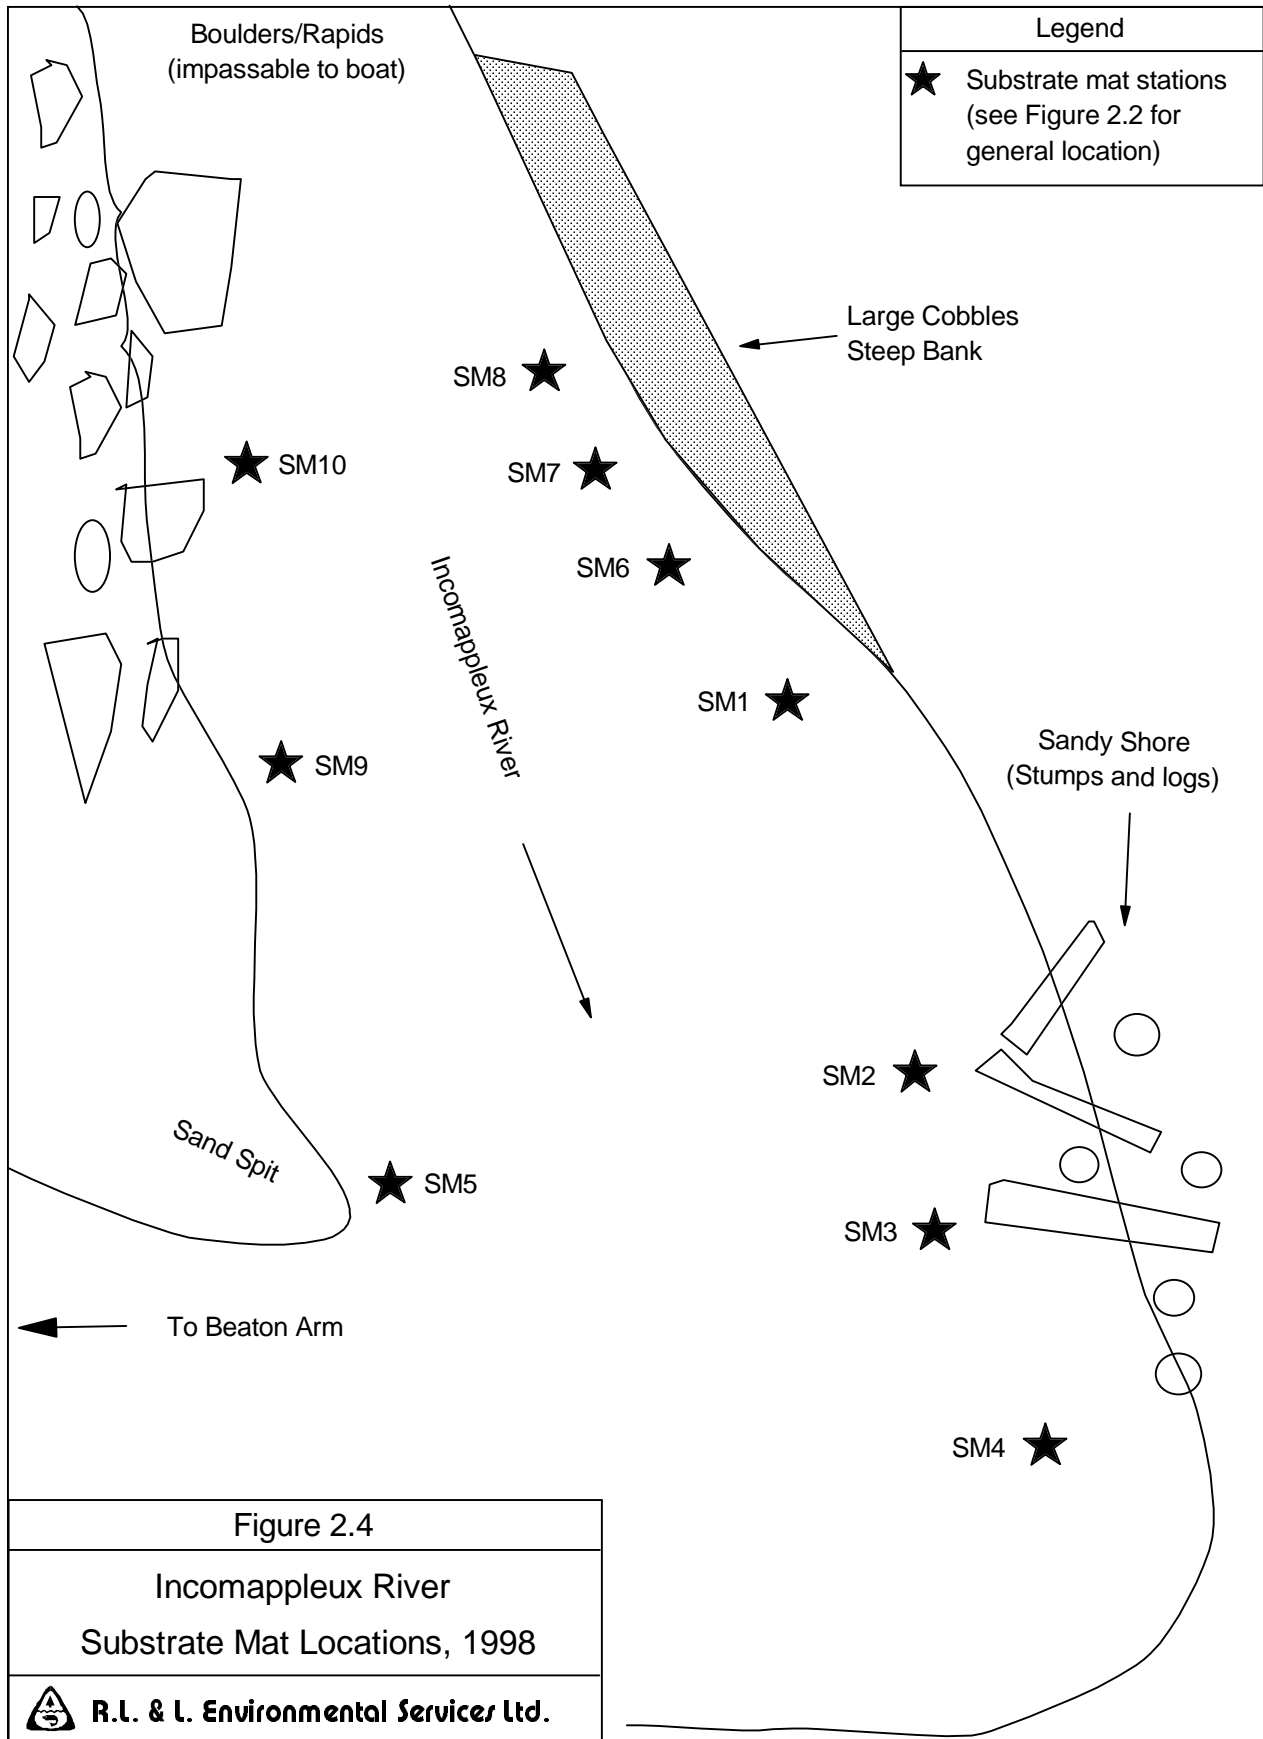 Boulders/Rapids
(impassable to boat)
Legend
Substrate mat stations
(see Figure 2.2 for
general location)
Large Cobbles
Steep Bank
SM8
SM10
SM7
SM6
Incomappleux River
SM1
SM9
Sandy Shore
(Stumps and logs)
SM2
Sand Spit
SM5
SM3
To Beaton Arm
SM4
Figure 2.4
Incomappleux River
Substrate Mat Locations, 1998
R.L. & L. Environmental Services Ltd.